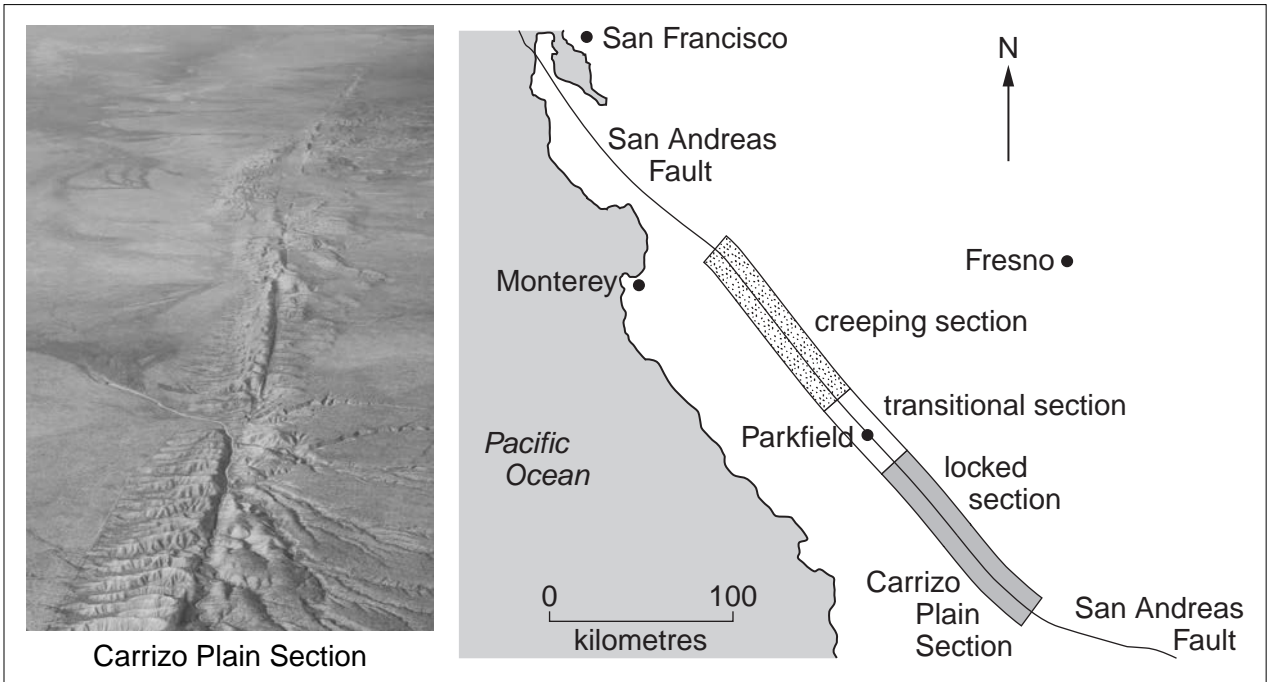 Carrizo Plain Section
San Francisco
N
San Andreas
Fault
Fresno
Monterey
creeping section
transitional section
Parkfield
Pacific
Ocean
locked
section
0 100
kilometres
Carrizo
Plain
Section
San Andreas
Fault